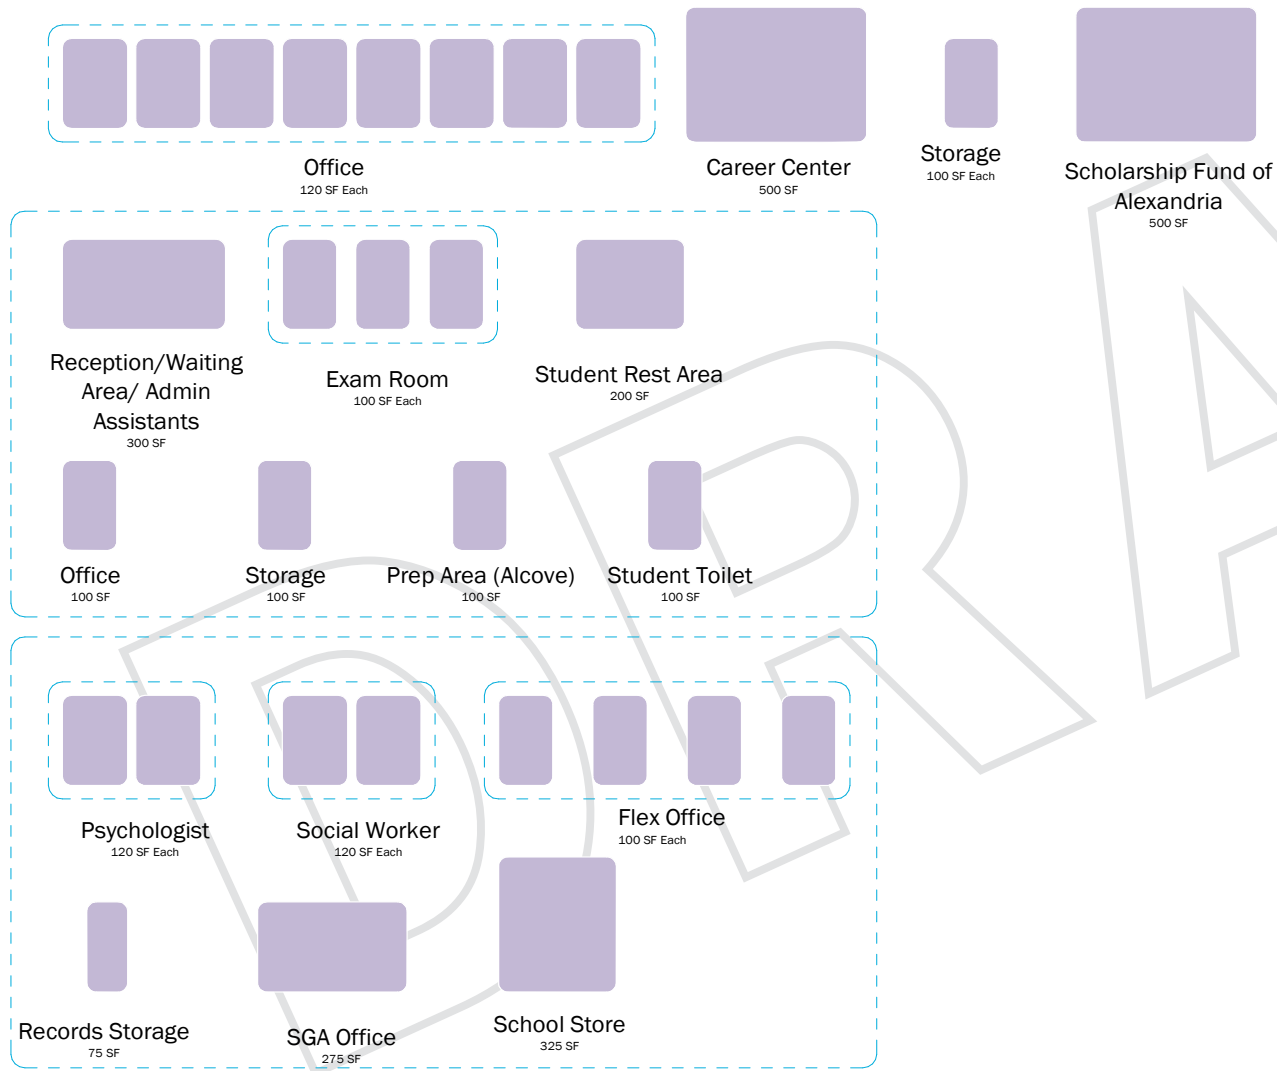 Office
120 SF Each
Career Center
500 SF
Storage
100 SF Each
Scholarship Fund of
Alexandria
500 SF
Reception/Waiting
Area/ Admin
Assistants
300 SF
Exam Room
100 SF Each
Student Rest Area
200 SF
Office
100 SF
Storage
100 SF
Prep Area (Alcove)
100 SF
Student Toilet
100 SF
Psychologist
120 SF Each
Social Worker
120 SF Each
Flex Office
100 SF Each
Records Storage
75 SF
SGA Office
275 SF
School Store
325 SF
DRA